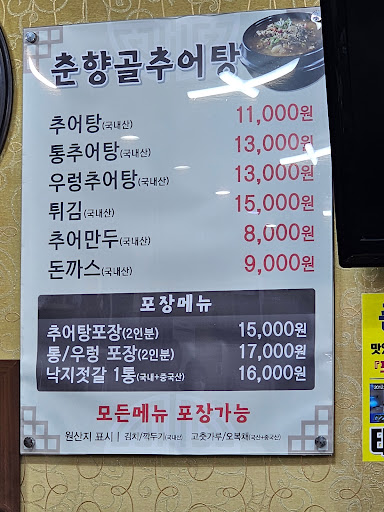 춘향골추어탕
추어탕(국내산) 11,000원
통추어탕(국내산) 13,000원
우렁추어탕(국내산) 13,000원
튀김(국내산) 15,000원
추어만두(국내산) 8,000원
돈까스(국내산) 9,000원
포장메뉴
추어탕포장(2인분) 15,000원
통/우렁 포장(2인분) 17,000원
낙지젓갈 1통(국내+중국산) 16,000원
모든메뉴 포장가능
원산지 표시 | 김치/깍두기(국내산) 고춧가루/오복채(국산+중국산)